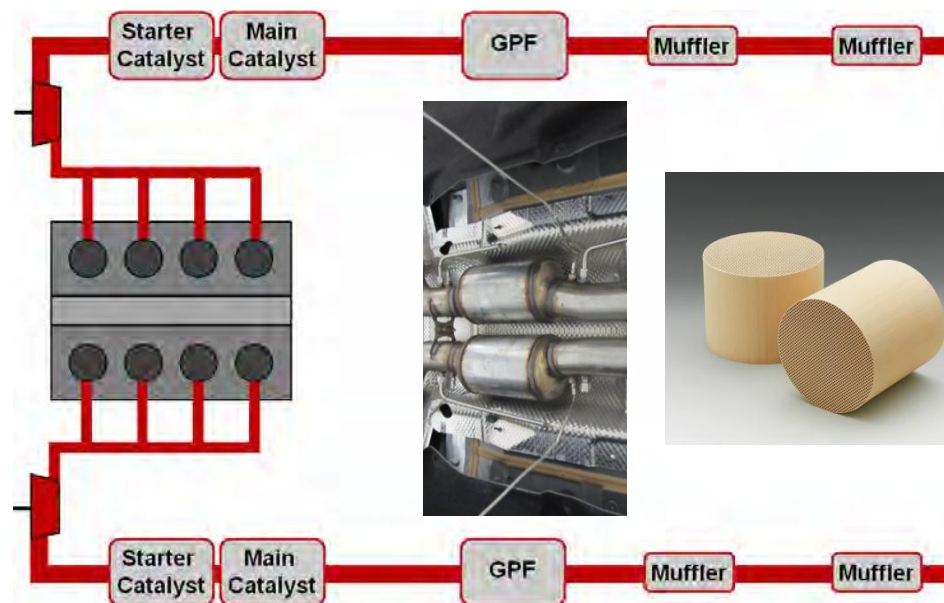 Starter
Catalyst
Main
Catalyst
GPF
Muffler
Muffler
Starter
Catalyst
Main
Catalyst
GPF
Muffler
Muffler